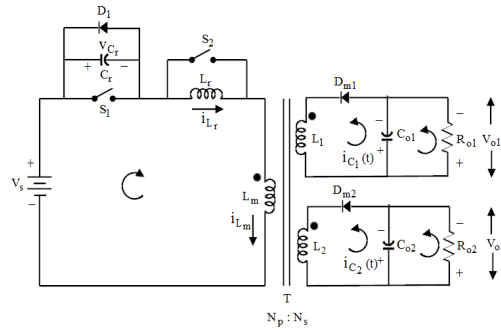 D1
vCr
+ −
Cr
S1
S2
Lr
iLr
+
Vs
−
Lm
iLm
T
Np : Ns
Dm1
L1
−
Co1
+
iC1 (t)
−
Ro1
+
Vo1
Dm2
L2
−
Co2
+
iC2 (t)
−
Ro2
+
Vo